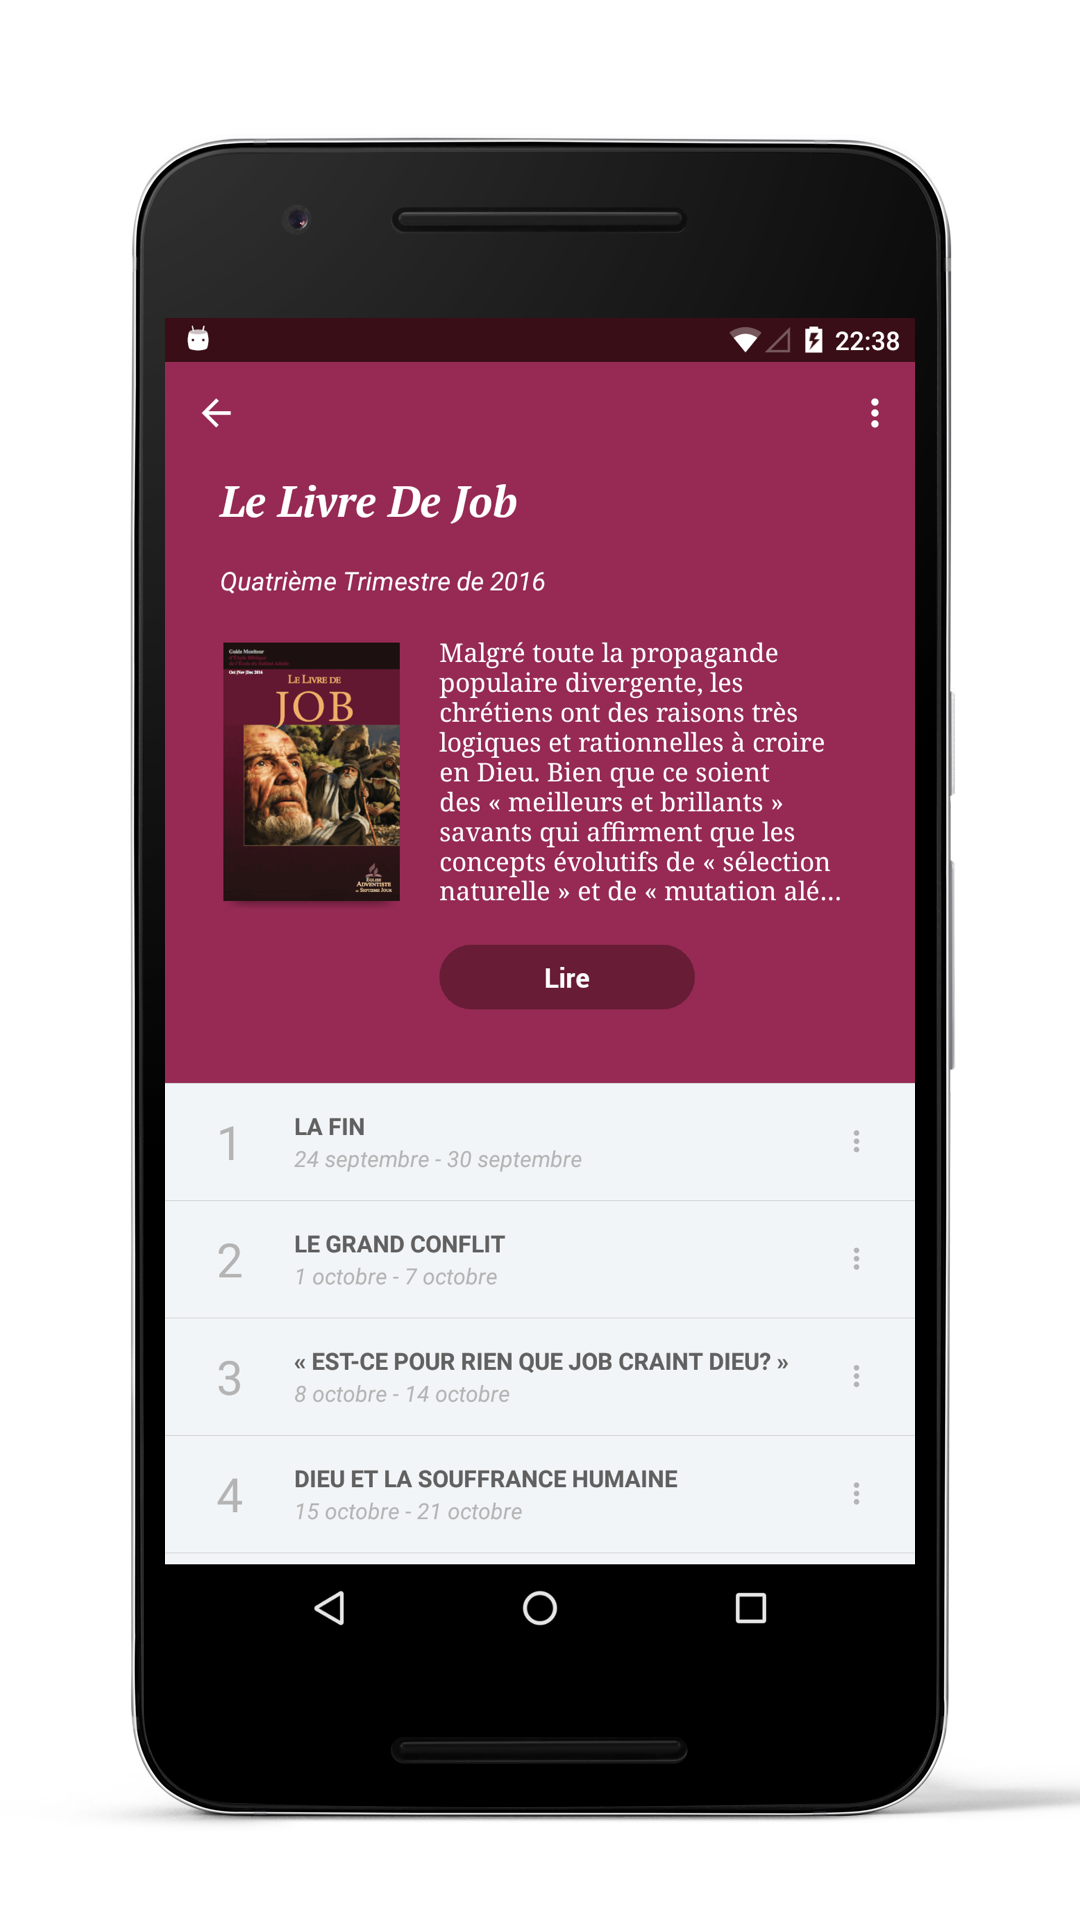 22:38
Le Livre De Job
Quatrième Trimestre de 2016
Guide Moniteur
Oct |Nov |Dec 2016
LE LIVRE DE
JOB
ÉGLISE
ADVENTISTE
DU SEPTIÈME JOUR
Malgré toute la propagande
populaire divergente, les
chrétiens ont des raisons très
logiques et rationnelles à croire
en Dieu. Bien que ce soient
des « meilleurs et brillants »
savants qui affirment que les
concepts évolutifs de « sélection
naturelle » et de « mutation alé...
Lire
1
LA FIN
24 septembre - 30 septembre
2
LE GRAND CONFLIT
1 octobre - 7 octobre
3
« EST-CE POUR RIEN QUE JOB CRAINT DIEU? »
8 octobre - 14 octobre
4
DIEU ET LA SOUFFRANCE HUMAINE
15 octobre - 21 octobre